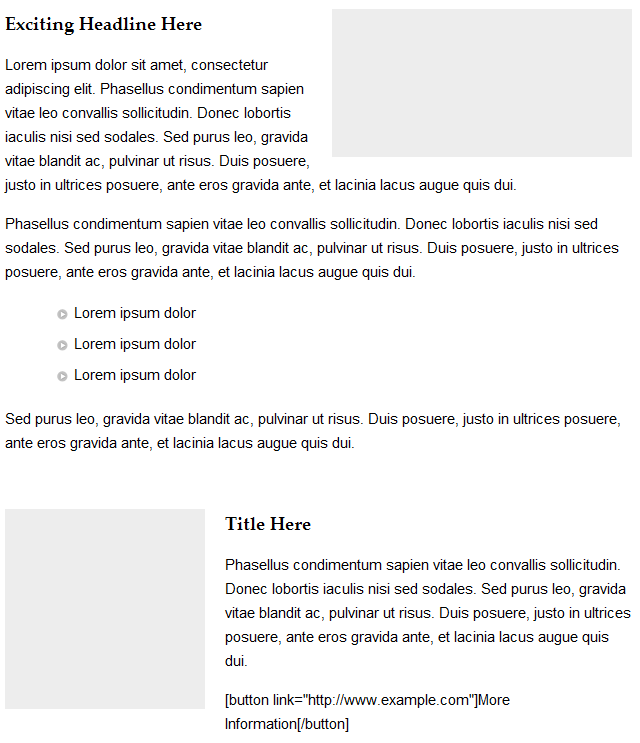 Exciting Headline Here
Lorem ipsum dolor sit amet, consectetur
adipiscing elit. Phasellus condimentum sapien
vitae leo convallis sollicitudin. Donec lobortis
iaculis nisi sed sodales. Sed purus leo, gravida
vitae blandit ac, pulvinar ut risus. Duis posuere,
justo in ultrices posuere, ante eros gravida ante, et lacinia lacus augue quis dui.
Phasellus condimentum sapien vitae leo convallis sollicitudin. Donec lobortis iaculis nisi sed
sodales. Sed purus leo, gravida vitae blandit ac, pulvinar ut risus. Duis posuere, justo in ultrices
posuere, ante eros gravida ante, et lacinia lacus augue quis dui.
Lorem ipsum dolor
Lorem ipsum dolor
Lorem ipsum dolor
Sed purus leo, gravida vitae blandit ac, pulvinar ut risus. Duis posuere, justo in ultrices posuere,
ante eros gravida ante, et lacinia lacus augue quis dui.
Title Here
Phasellus condimentum sapien vitae leo convallis sollicitudin.
Donec lobortis iaculis nisi sed sodales. Sed purus leo, gravida
vitae blandit ac, pulvinar ut risus. Duis posuere, justo in ultrices
posuere, ante eros gravida ante, et lacinia lacus augue quis
dui.
[button link="http://www.example.com"]More
Information[/button]